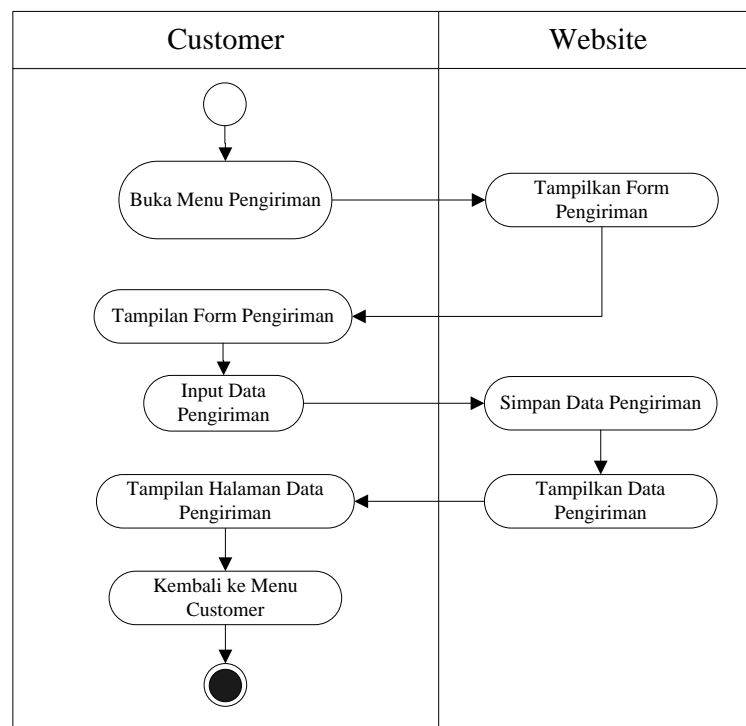 Customer
Website
Buka Menu Pengiriman
Tampilkan Form
Pengiriman
Tampilan Form Pengiriman
Input Data
Pengiriman
Simpan Data Pengiriman
Tampilkan Data
Pengiriman
Tampilan Halaman Data
Pengiriman
Kembali ke Menu
Customer